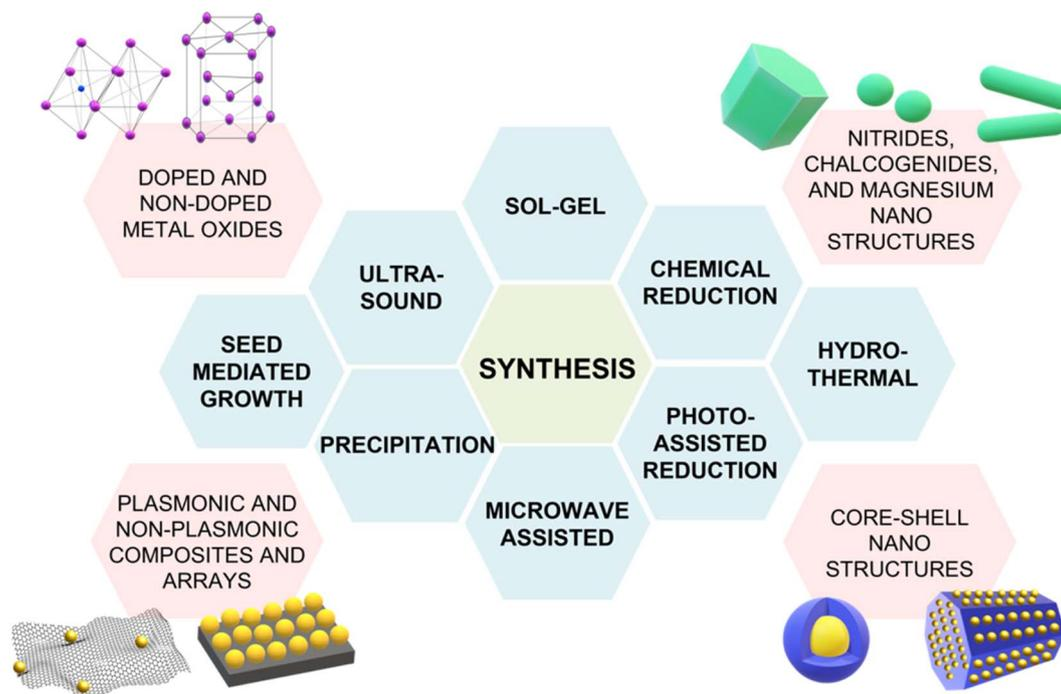 DOPED AND
NON-DOPED
METAL OXIDES
NITRIDES,
CHALCOGENIDES,
AND MAGNESIUM
NANO
STRUCTURES
SOL-GEL
ULTRA-
SOUND
CHEMICAL
REDUCTION
SEED
MEDIATED
GROWTH
SYNTHESIS
HYDRO-
THERMAL
PRECIPITATION
PHOTO-
ASSISTED
REDUCTION
MICROWAVE
ASSISTED
PLASMONIC AND
NON-PLASMONIC
COMPOSITES AND
ARRAYS
CORE-SHELL
NANO
STRUCTURES